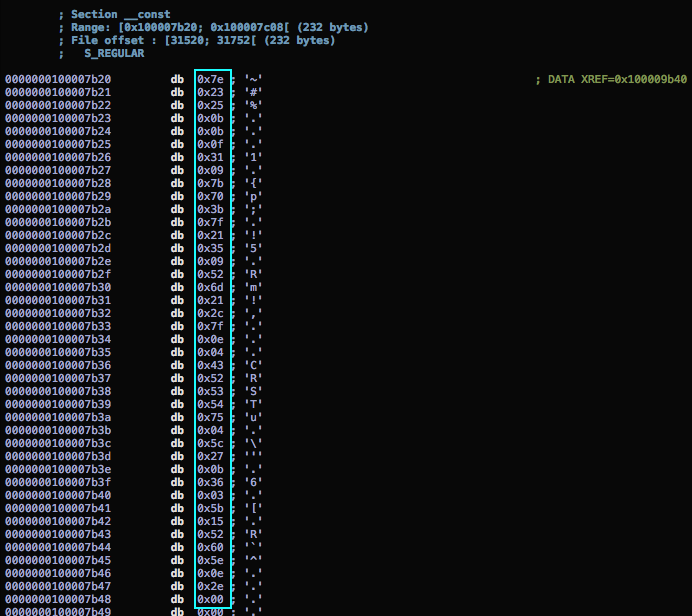 ; Section __const
; Range: [0x100007b20; 0x100007c08[ (232 bytes)
; File offset : [31520; 31752[ (232 bytes)
;   S_REGULAR
0000000100007b20 db 0x7e ; '~' ; DATA XREF=0x100009b40
0000000100007b21 db 0x23 ; '#'
0000000100007b22 db 0x25 ; '%'
0000000100007b23 db 0x0b ; '.'
0000000100007b24 db 0x0b ; '.'
0000000100007b25 db 0x0f ; '.'
0000000100007b26 db 0x31 ; '1'
0000000100007b27 db 0x09 ; '.'
0000000100007b28 db 0x7b ; '{'
0000000100007b29 db 0x70 ; 'p'
0000000100007b2a db 0x3b ; ';'
0000000100007b2b db 0x7f ; '.'
0000000100007b2c db 0x21 ; '!'
0000000100007b2d db 0x35 ; '5'
0000000100007b2e db 0x09 ; '.'
0000000100007b2f db 0x52 ; 'R'
0000000100007b30 db 0x6d ; 'm'
0000000100007b31 db 0x21 ; '!'
0000000100007b32 db 0x2c ; ','
0000000100007b33 db 0x7f ; '.'
0000000100007b34 db 0x0e ; '.'
0000000100007b35 db 0x04 ; '.'
0000000100007b36 db 0x43 ; 'C'
0000000100007b37 db 0x52 ; 'R'
0000000100007b38 db 0x53 ; 'S'
0000000100007b39 db 0x54 ; 'T'
0000000100007b3a db 0x75 ; 'u'
0000000100007b3b db 0x04 ; '.'
0000000100007b3c db 0x5c ; '\'
0000000100007b3d db 0x27 ; '''
0000000100007b3e db 0x0b ; '.'
0000000100007b3f db 0x36 ; '6'
0000000100007b40 db 0x03 ; '.'
0000000100007b41 db 0x5b ; '['
0000000100007b42 db 0x15 ; '.'
0000000100007b43 db 0x52 ; 'R'
0000000100007b44 db 0x60 ; '`'
0000000100007b45 db 0x5e ; '^'
0000000100007b46 db 0x0e ; '.'
0000000100007b47 db 0x2e ; '.'
0000000100007b48 db 0x00 ; '.'
0000000100007b49 db 0x00 ; '.'